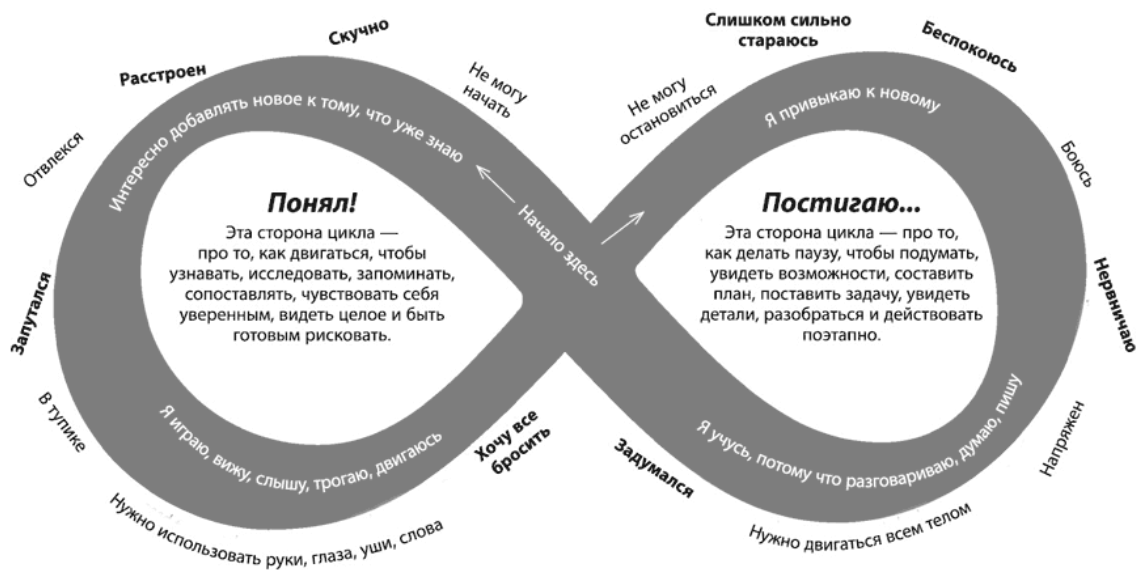 Скучно
Расстроен
Отвлекся
Запутался
В тупике
Нужно использовать руки, глаза, уши, слова
Хочу все
бросить
Не могу
начать
Интересно добавлять новое к тому, что уже знаю
Начало здесь
Понял!
Эта сторона цикла —
про то, как двигаться, чтобы
узнавать, исследовать, запоминать,
сопоставлять, чувствовать себя
уверенным, видеть целое и быть
готовым рисковать.
Я играю, вижу, слышу, трогаю, двигаюсь
Слишком сильно
стараюсь
Беспокоюсь
Не могу
остановиться
Боюсь
Нервничаю
Напряжен
Нужно двигаться всем телом
Задумался
Я привыкаю к новому
Постигаю...
Эта сторона цикла — про то,
как делать паузу, чтобы подумать,
увидеть возможности, составить
план, поставить задачу, увидеть
детали, разобраться и действовать
поэтапно.
Я учусь, потому что разговариваю, думаю, пишу